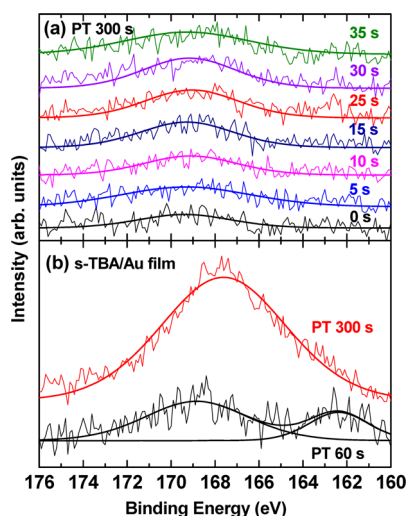 (a) PT 300 s
35 s
30 s
25 s
15 s
10 s
5 s
0 s
Intensity (arb. units)
(b) s-TBA/Au film
PT 300 s
PT 60 s
176 174 172 170 168 166 164 162 160
Binding Energy (eV)